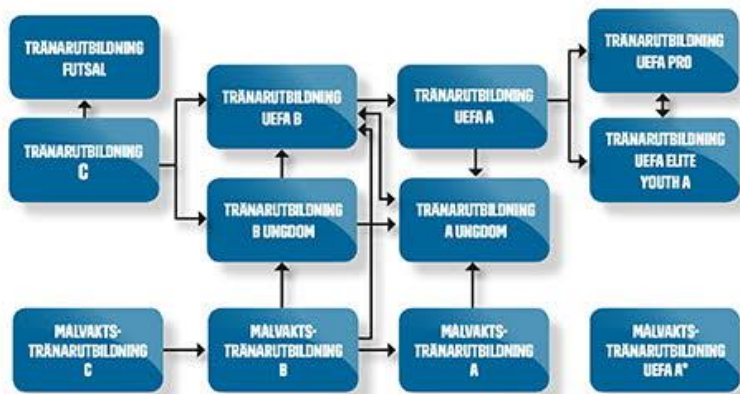 TRÄNARUTBILDNING
FUTSAL
TRÄNARUTBILDNING
C
TRÄNARUTBILDNING
UEFA B
TRÄNARUTBILDNING
UEFA A
TRÄNARUTBILDNING
UEFA PRO
TRÄNARUTBILDNING
UEFA ELITE
YOUTH A
TRÄNARUTBILDNING
B UNGDOM
TRÄNARUTBILDNING
A UNGDOM
MÅLVAKTS-
TRÄNARUTBILDNING
C
MÅLVAKTS-
TRÄNARUTBILDNING
B
MÅLVAKTS-
TRÄNARUTBILDNING
A
MÅLVAKTS-
TRÄNARUTBILDNING
UEFA A*